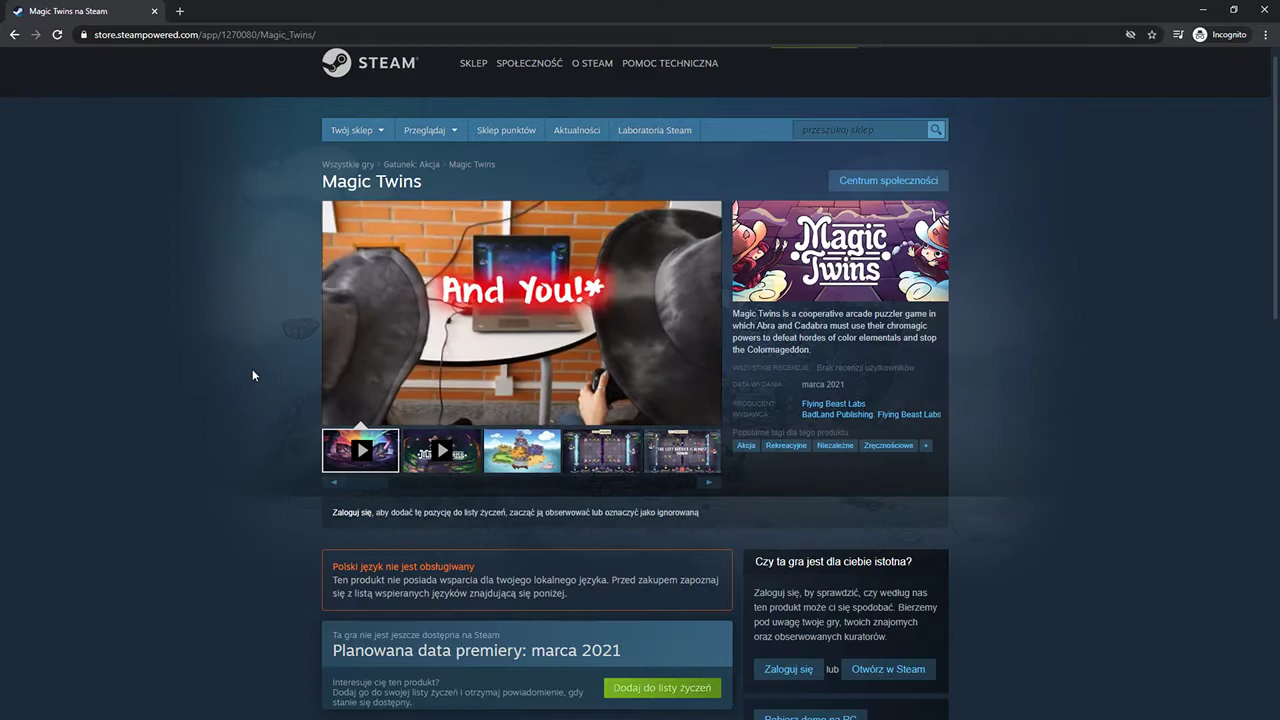 Magic Twins na Steam
store.steampowered.com/app/1270080/Magic_Twins/
Incognito
STEAM®
SKLEP SPOŁECZNOŚĆ O STEAM POMOC TECHNICZNA
Twój sklep Przeglądaj Sklep punktów Aktualności Laboratoria Steam przeszukaj sklep
Wszystkie gry > Gatunek: Akcja > Magic Twins
Magic Twins
Centrum społeczności
And You!*
Magic Twins
Magic Twins is a cooperative arcade puzzler game in
which Abra and Cadabra must use their chromagic
powers to defeat hordes of color elementals and stop
the Colormageddon.
WSZYSTKIE RECENZJE: Brak recenzji użytkowników
DATA WYDANIA: marca 2021
PRODUCENT: Flying Beast Labs
WYDAWCA: BadLand Publishing, Flying Beast Labs
Popularne tagi dla tego produktu:
Akcja Rekreacyjne Niezależne Zręcznościowe +
Zaloguj się, aby dodać tę pozycję do listy życzeń, zacząć ją obserwować lub oznaczyć jako ignorowaną
Polski język nie jest obsługiwany
Ten produkt nie posiada wsparcia dla twojego lokalnego języka. Przed zakupem zapoznaj
się z listą wspieranych języków znajdującą się poniżej.
Ta gra nie jest jeszcze dostępna na Steam
Planowana data premiery: marca 2021
Interesuje cię ten produkt?
Dodaj go do swojej listy życzeń i otrzymaj powiadomienie, gdy
stanie się dostępny.
Dodaj do listy życzeń
Czy ta gra jest dla ciebie istotna?
Zaloguj się, by sprawdzić, czy według nas
ten produkt może ci się spodobać. Bierzemy
pod uwagę twoje gry, twoich znajomych
oraz obserwowanych kuratorów.
Zaloguj się lub Otwórz w Steam
Pobierz demo na PC